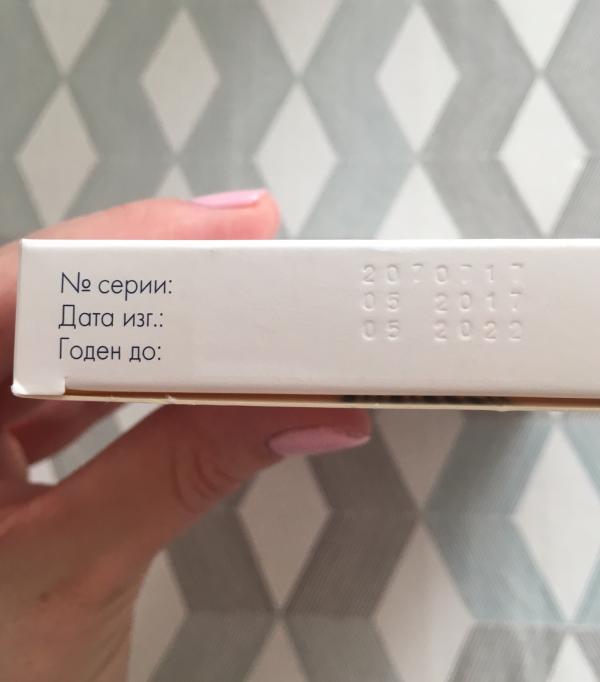 № серии: 2070717
Дата изг.: 05 2017
Годен до: 05 2022